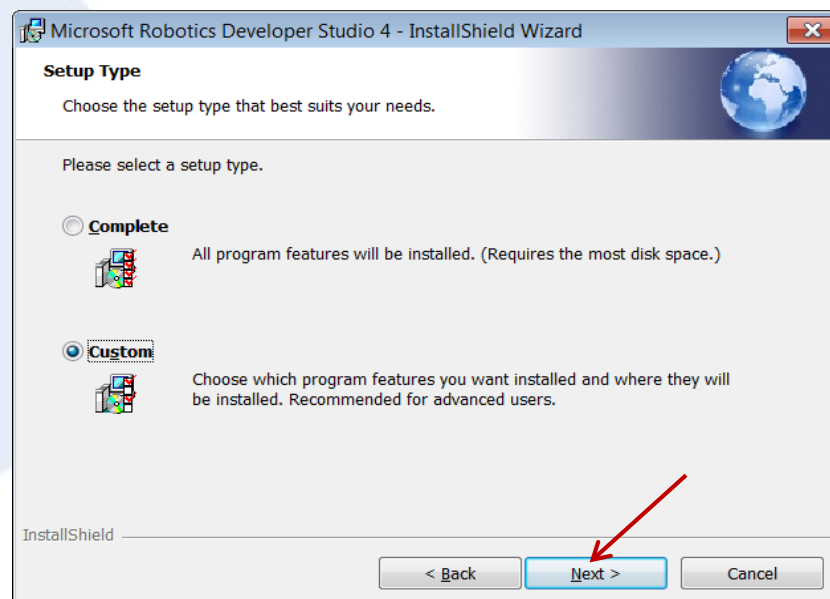 Microsoft Robotics Developer Studio 4 - InstallShield Wizard
Setup Type
Choose the setup type that best suits your needs.
Please select a setup type.
Complete
All program features will be installed. (Requires the most disk space.)
Custom
Choose which program features you want installed and where they will
be installed. Recommended for advanced users.
InstallShield
< Back
Next >
Cancel